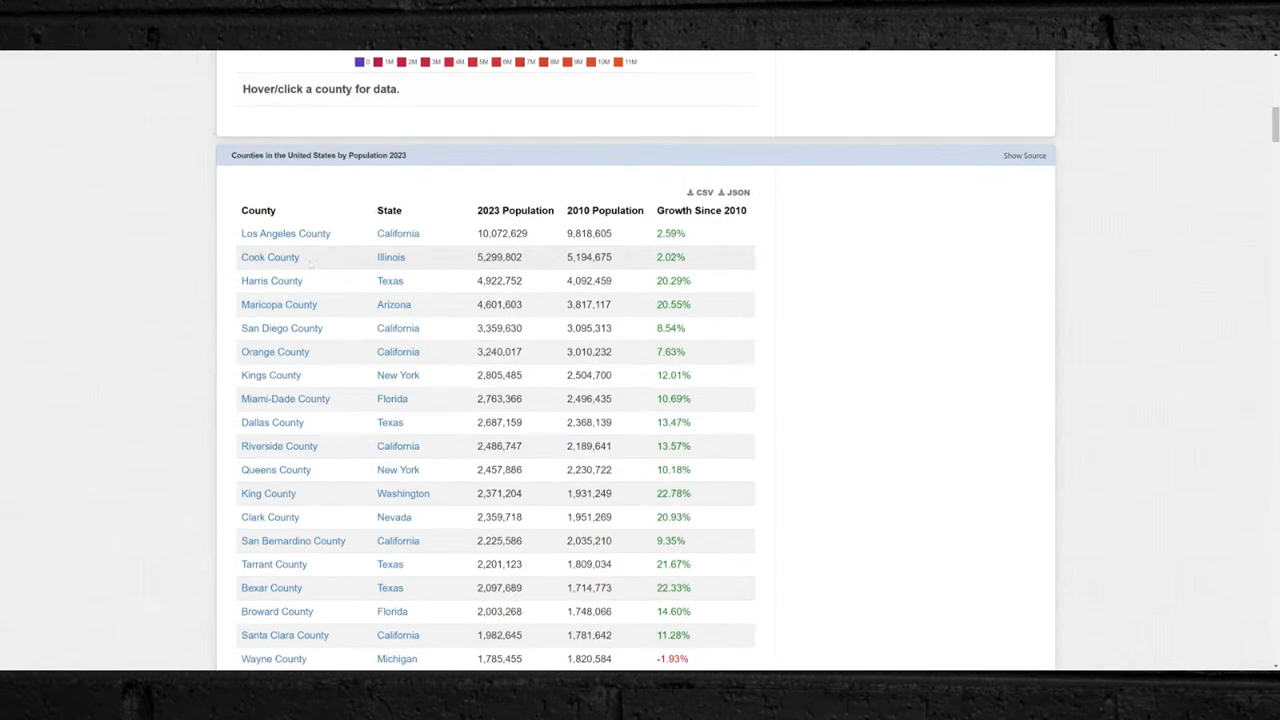 0 1M 2M 3M 4M 5M 6M 7M 8M 9M 10M 11M
Hover/click a county for data.
Counties in the United States by Population 2023 Show Source
CSV JSON
County State 2023 Population 2010 Population Growth Since 2010
Los Angeles County California 10,072,629 9,818,605 2.59%
Cook County Illinois 5,299,802 5,194,675 2.02%
Harris County Texas 4,922,752 4,092,459 20.29%
Maricopa County Arizona 4,601,603 3,817,117 20.55%
San Diego County California 3,359,630 3,095,313 8.54%
Orange County California 3,240,017 3,010,232 7.63%
Kings County New York 2,805,485 2,504,700 12.01%
Miami-Dade County Florida 2,763,366 2,496,435 10.69%
Dallas County Texas 2,687,159 2,368,139 13.47%
Riverside County California 2,486,747 2,189,641 13.57%
Queens County New York 2,457,886 2,230,722 10.18%
King County Washington 2,371,204 1,931,249 22.78%
Clark County Nevada 2,359,718 1,951,269 20.93%
San Bernardino County California 2,225,586 2,035,210 9.35%
Tarrant County Texas 2,201,123 1,809,034 21.67%
Bexar County Texas 2,097,689 1,714,773 22.33%
Broward County Florida 2,003,268 1,748,066 14.60%
Santa Clara County California 1,982,645 1,781,642 11.28%
Wayne County Michigan 1,785,455 1,820,584 -1.93%